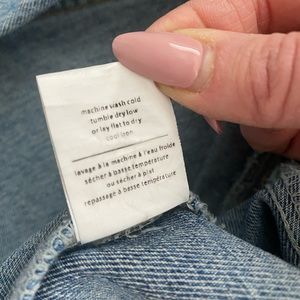 machine wash cold
tumble dry low
or lay flat to dry
cool iron
lavage à la machine à l'eau froide
sécher à basse température
ou sécher à plat
repassage à basse température